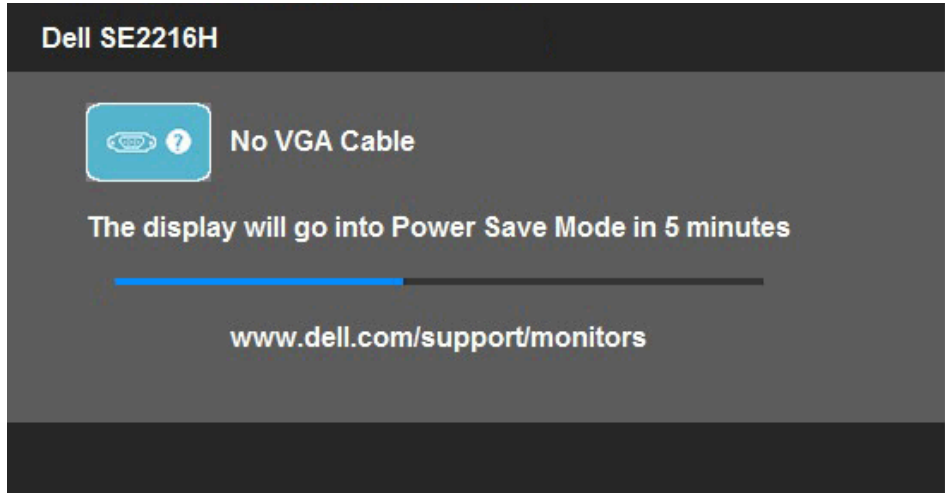 Dell SE2216H
?
No VGA Cable
The display will go into Power Save Mode in 5 minutes
www.dell.com/support/monitors